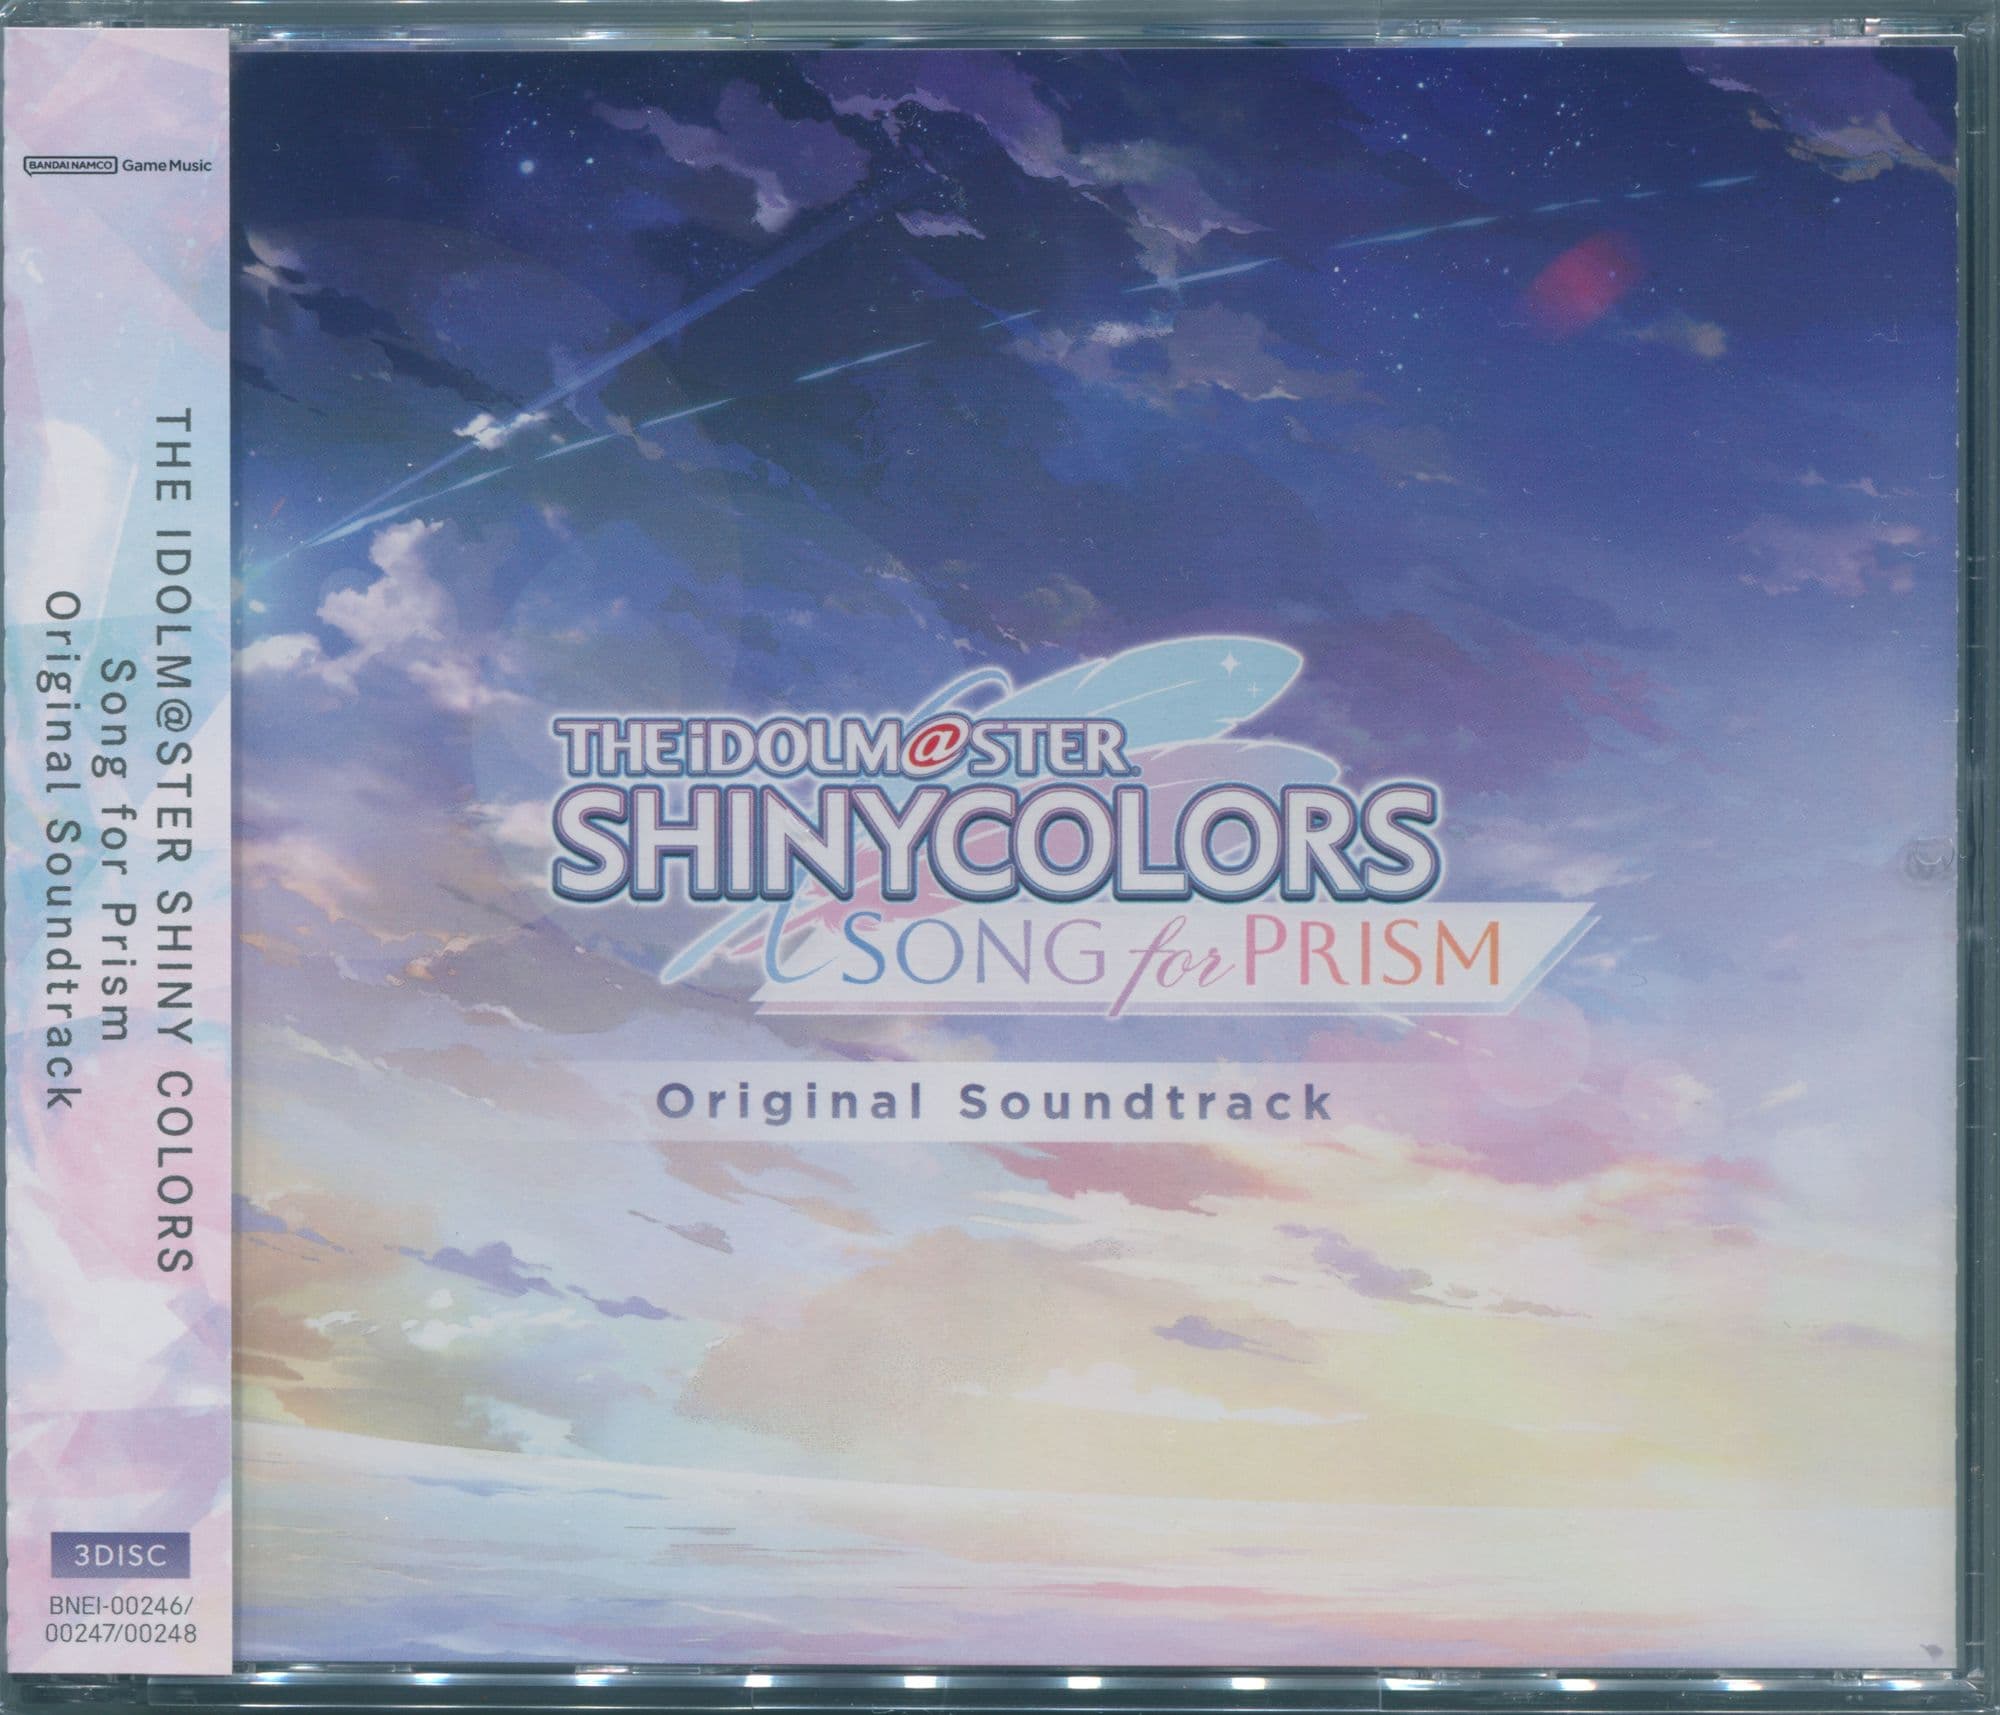 BANDAI NAMCO Game Music
THE IDOLM@STER SHINY COLORS
Song for Prism
Original Soundtrack
3DISC
BNEI-00246/
00247/00248
THE iDOLM@STER
SHINYCOLORS
SONG for PRISM
Original Soundtrack